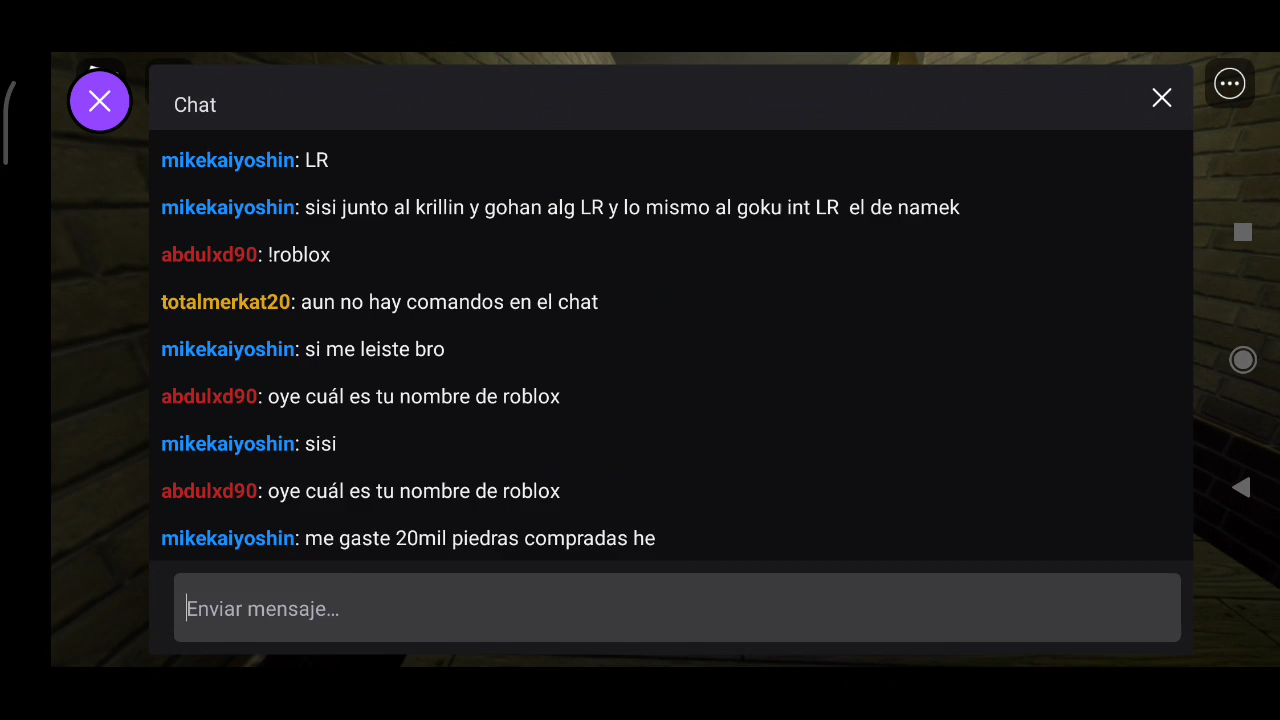 Chat
mikekaiyoshin: LR
mikekaiyoshin: sisi junto al krillin y gohan alg LR y lo mismo al goku int LR  el de namek
abdulxd90: !roblox
totalmerkat20: aun no hay comandos en el chat
mikekaiyoshin: si me leiste bro
abdulxd90: oye cuál es tu nombre de roblox
mikekaiyoshin: sisi
abdulxd90: oye cuál es tu nombre de roblox
mikekaiyoshin: me gaste 20mil piedras compradas he
Enviar mensaje...